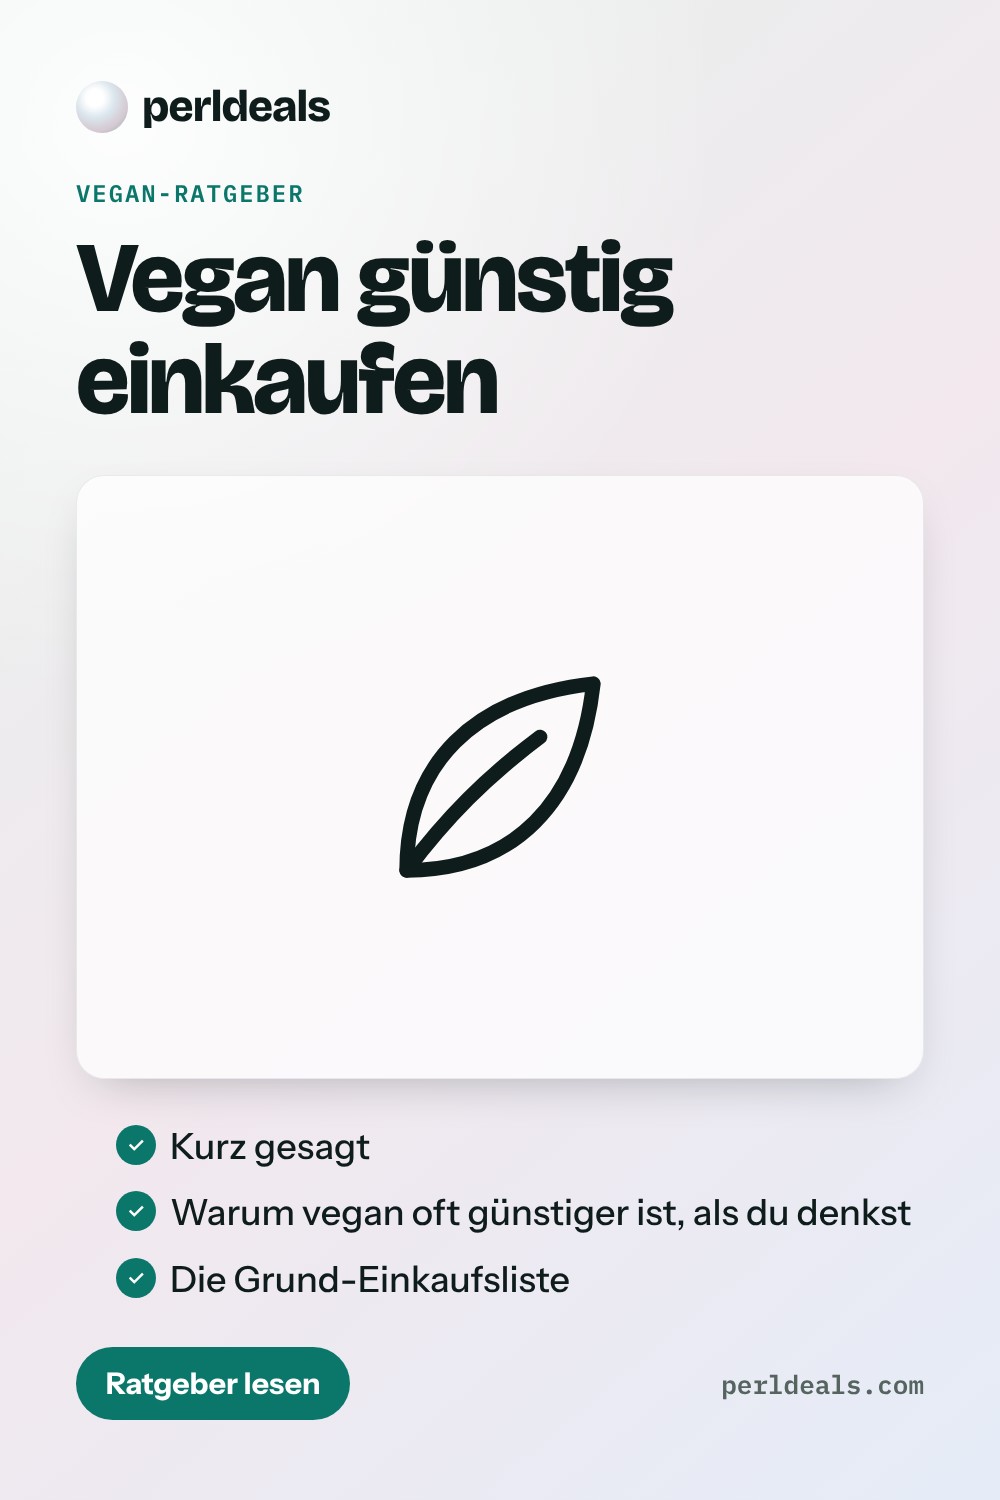 perldeals
VEGAN-RATGEBER
Vegan günstig
einkaufen
Kurz gesagt
Warum vegan oft günstiger ist, als du denkst
Die Grund-Einkaufsliste
Ratgeber lesen
perldeals.com